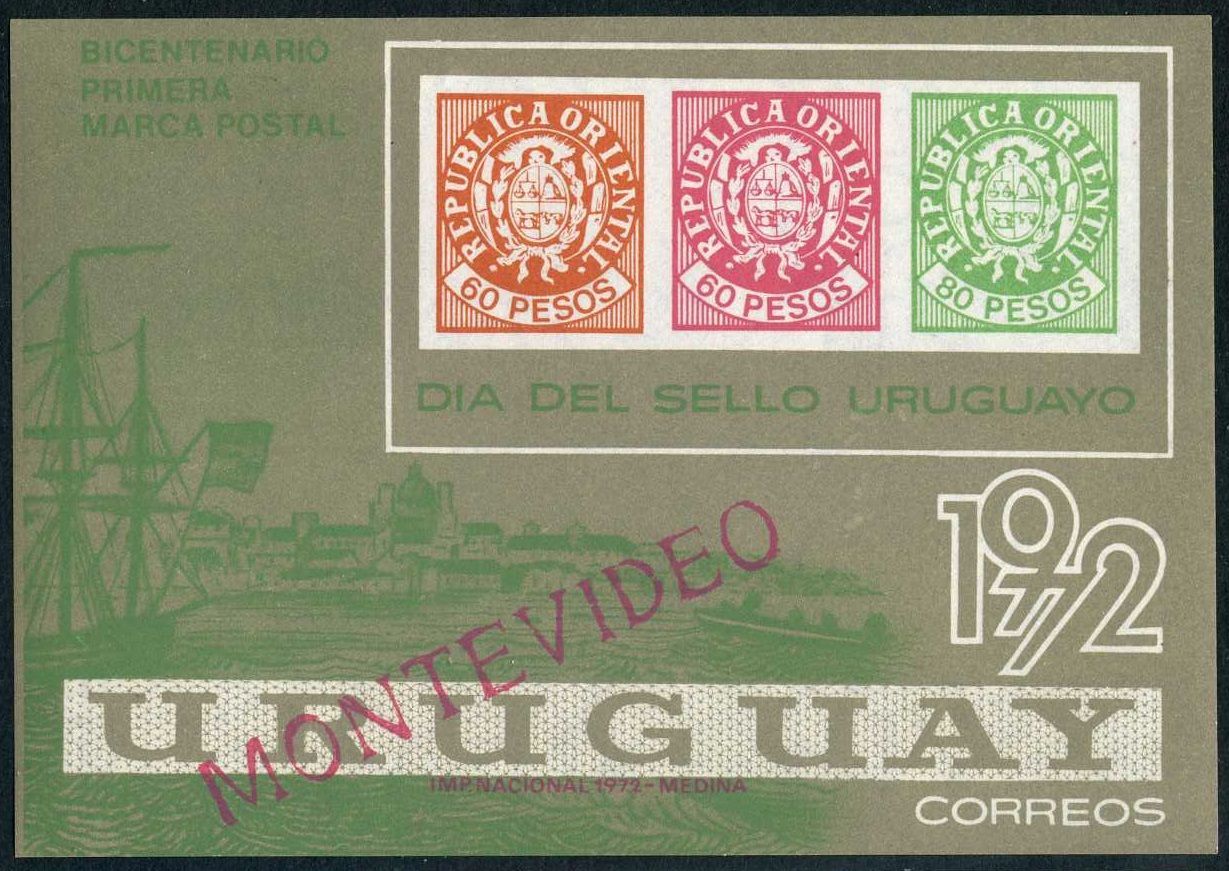 BICENTENARIO
PRIMERA
MARCA POSTAL
REPUBLICA ORIENTAL
60 PESOS
REPUBLICA ORIENTAL
60 PESOS
REPUBLICA ORIENTAL
80 PESOS
DIA DEL SELLO URUGUAYO
1972
MONTEVIDEO
URUGUAY
IMP.NACIONAL 1972-MEDINA
CORREOS